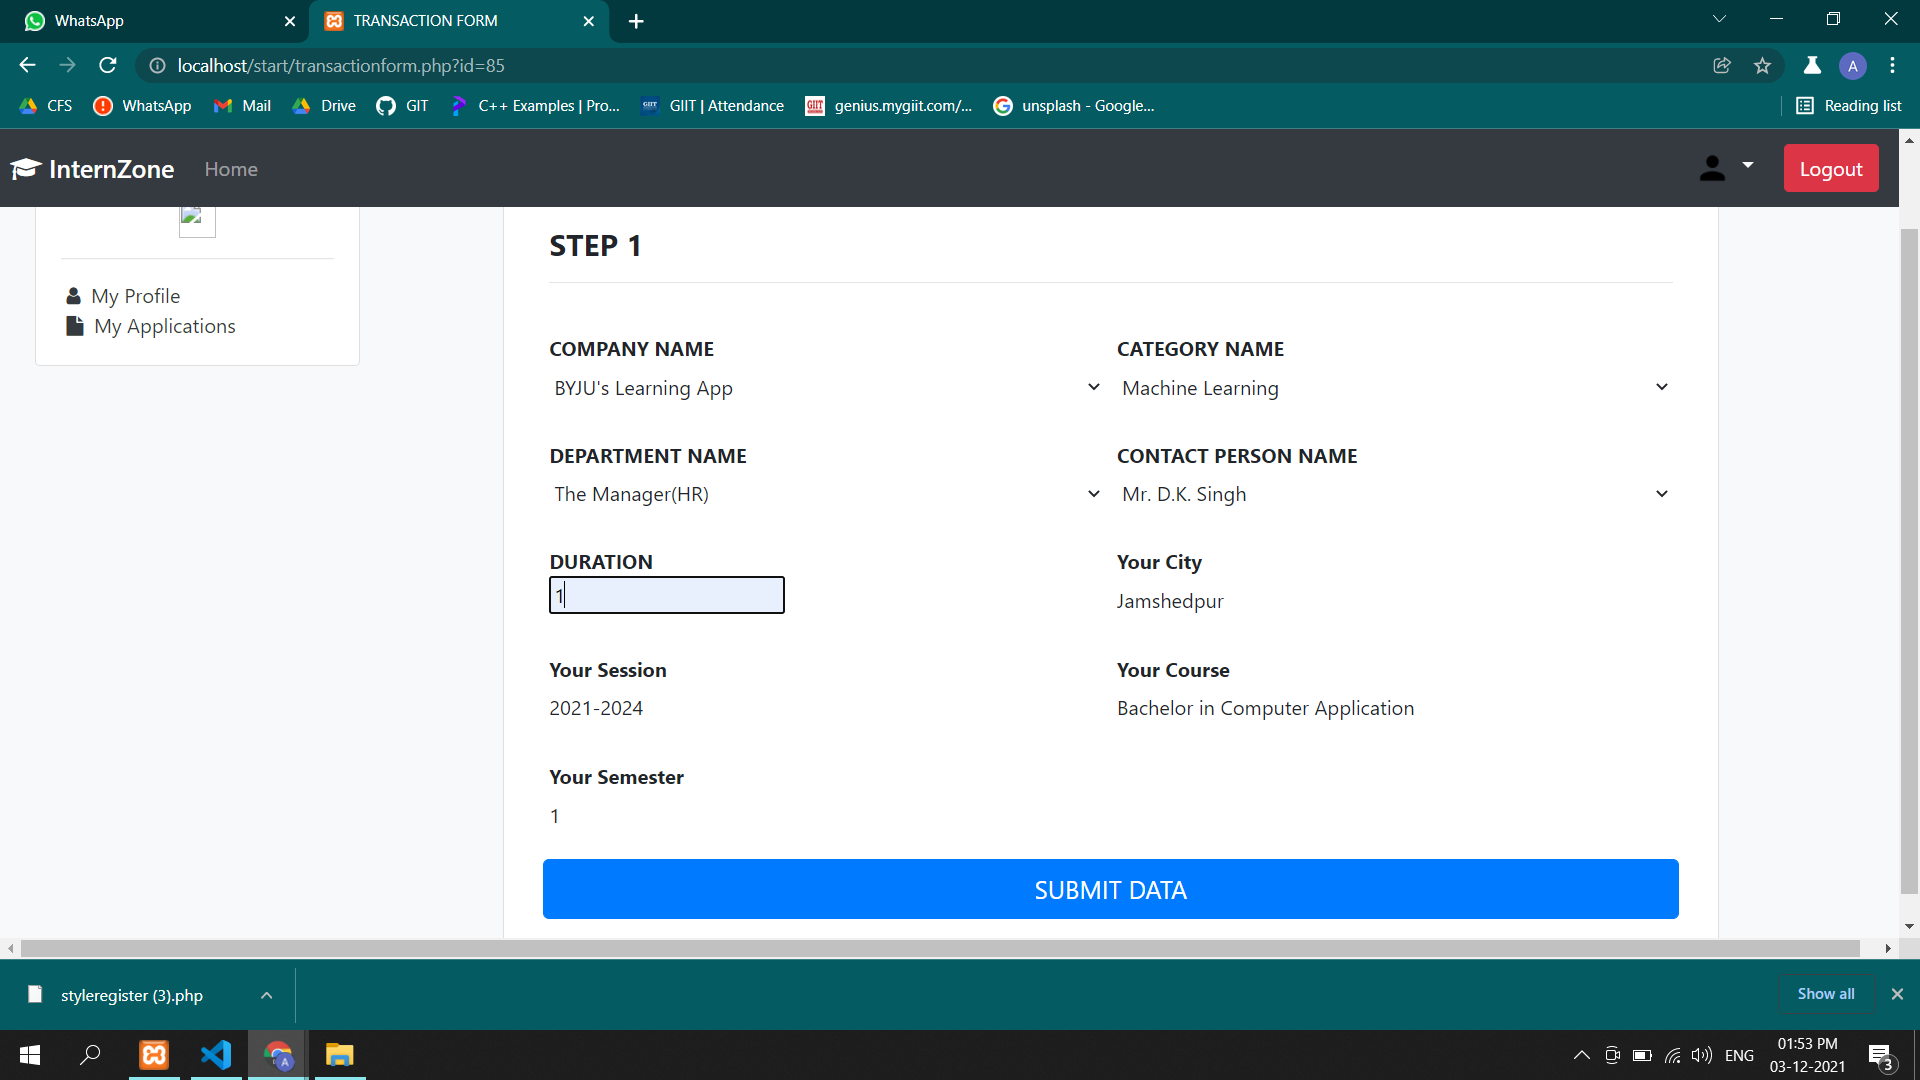 WhatsApp
TRANSACTION FORM
localhost/start/transactionform.php?id=85
A
CFS
WhatsApp
Mail
Drive
GIT
C++ Examples | Pro...
GIIT GIIT | Attendance
GIIT genius.mygiit.com/...
unsplash - Google...
Reading list
InternZone
Home
Logout
STEP 1
My Profile
My Applications
COMPANY NAME
CATEGORY NAME
BYJU's Learning App
Machine Learning
DEPARTMENT NAME
CONTACT PERSON NAME
The Manager(HR)
Mr. D.K. Singh
DURATION
Your City
1
Jamshedpur
Your Session
Your Course
2021-2024
Bachelor in Computer Application
Your Semester
1
SUBMIT DATA
styleregister (3).php
Show all
A
ENG
01:53 PM
03-12-2021
3